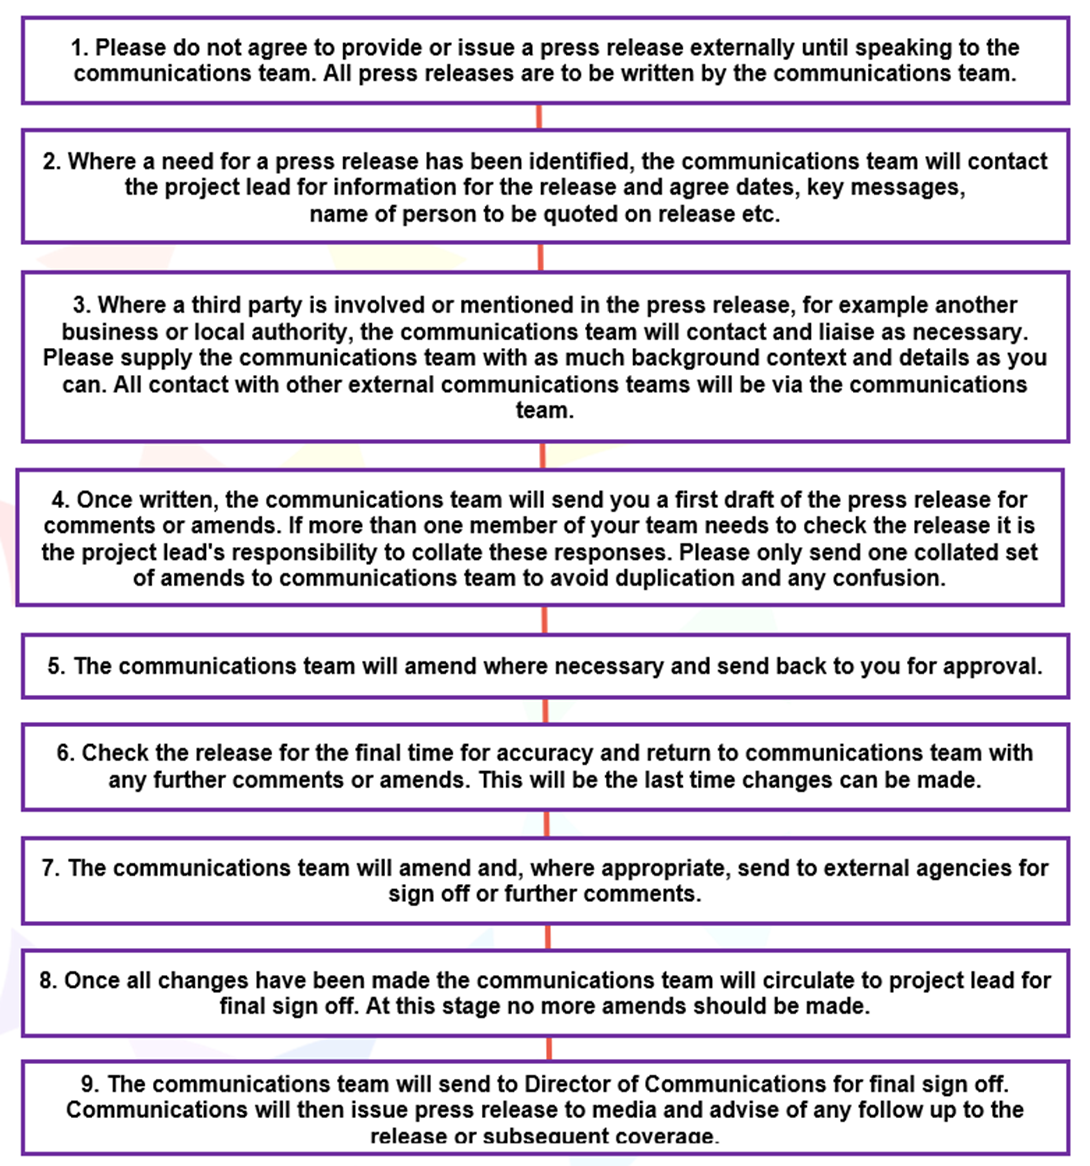 1. Please do not agree to provide or issue a press release externally until speaking to the
communications team. All press releases are to be written by the communications team.
2. Where a need for a press release has been identified, the communications team will contact
the project lead for information for the release and agree dates, key messages,
name of person to be quoted on release etc.
3. Where a third party is involved or mentioned in the press release, for example another
business or local authority, the communications team will contact and liaise as necessary.
Please supply the communications team with as much background context and details as you
can. All contact with other external communications teams will be via the communications
team.
4. Once written, the communications team will send you a first draft of the press release for
comments or amends. If more than one member of your team needs to check the release it is
the project lead's responsibility to collate these responses. Please only send one collated set
of amends to communications team to avoid duplication and any confusion.
5. The communications team will amend where necessary and send back to you for approval.
6. Check the release for the final time for accuracy and return to communications team with
any further comments or amends. This will be the last time changes can be made.
7. The communications team will amend and, where appropriate, send to external agencies for
sign off or further comments.
8. Once all changes have been made the communications team will circulate to project lead for
final sign off. At this stage no more amends should be made.
9. The communications team will send to Director of Communications for final sign off.
Communications will then issue press release to media and advise of any follow up to the
release or subsequent coverage.